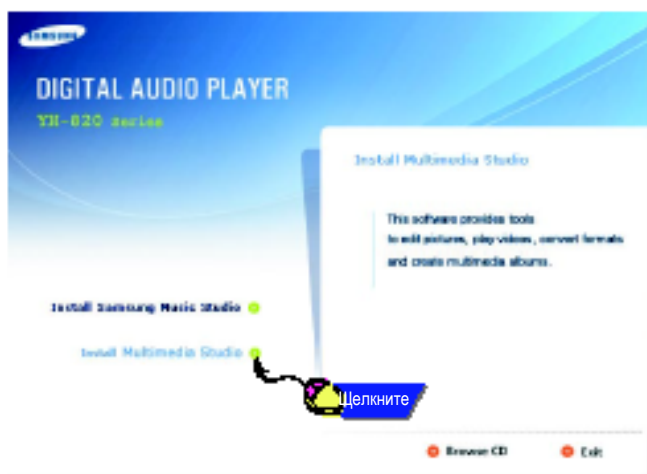 SAMSUNG
DIGITAL AUDIO PLAYER
YH-820 series
Install Multimedia Studio
This software provides tools
to edit pictures, play videos, convert formats
and create multimedia albums.
Install Samsung Music Studio
Install Multimedia Studio
Щелкните
Browse CD
Exit